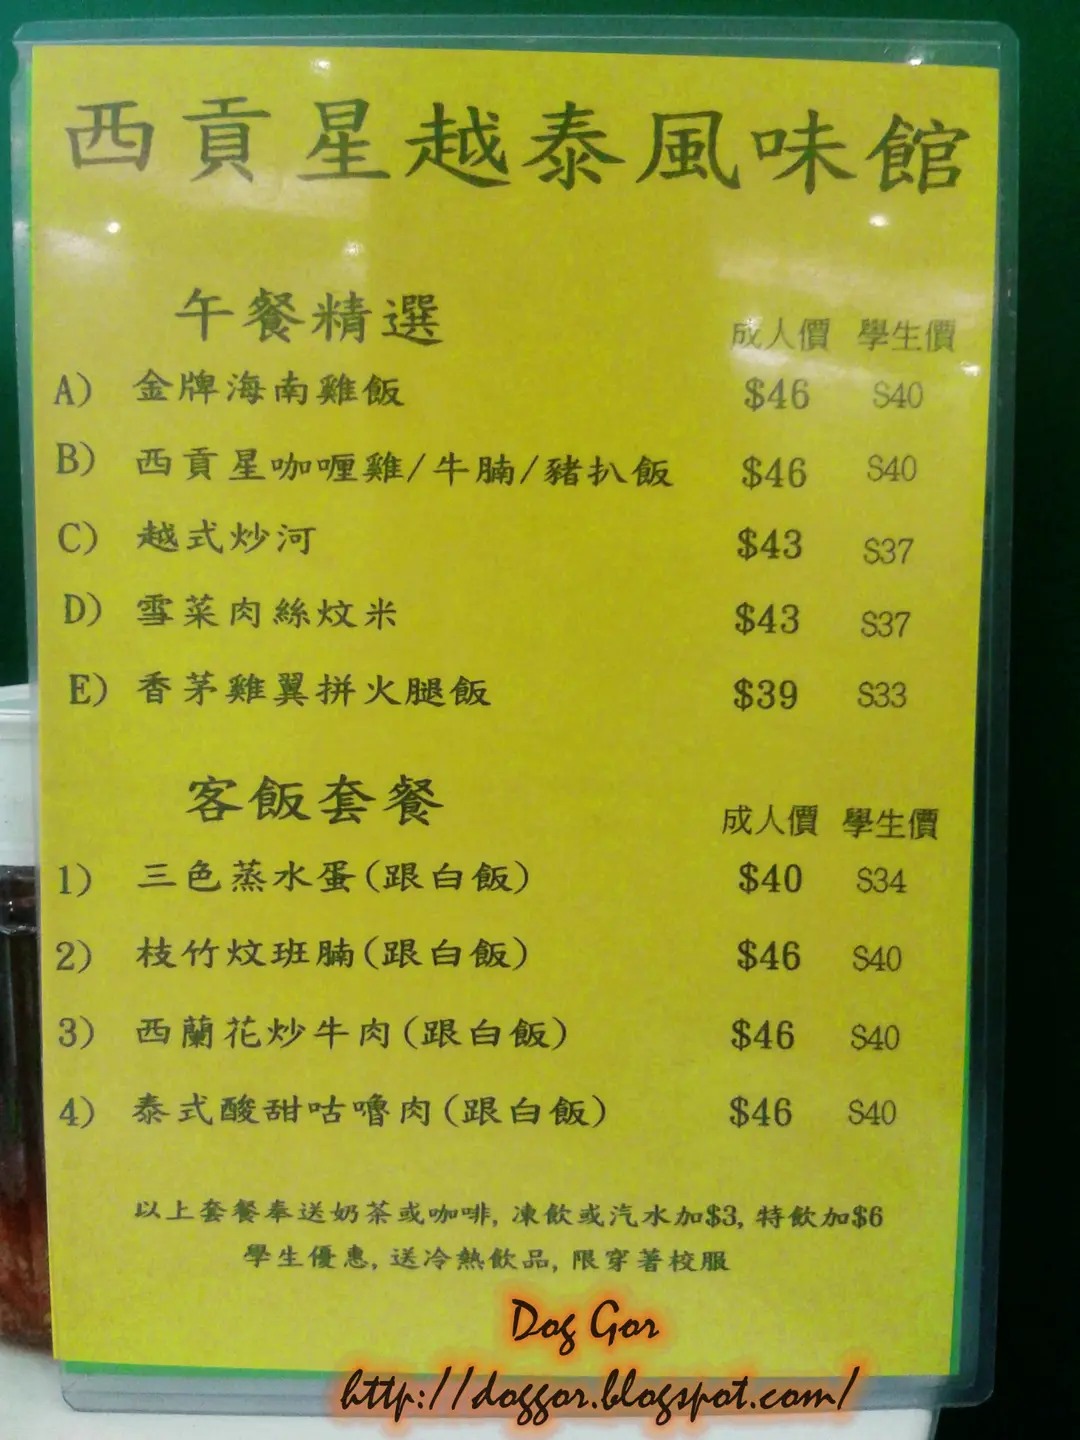 西貢星越泰風味館
午餐精選 成人價 學生價
A) 金牌海南雞飯 $46 S40
B) 西貢星咖喱雞/牛腩/豬扒飯 $46 S40
C) 越式炒河 $43 S37
D) 雪菜肉絲炆米 $43 S37
E) 香茅雞翼拼火腿飯 $39 S33
客飯套餐 成人價 學生價
1) 三色蒸水蛋(跟白飯) $40 S34
2) 枝竹炆班腩(跟白飯) $46 S40
3) 西蘭花炒牛肉(跟白飯) $46 S40
4) 泰式酸甜咕嚕肉(跟白飯) $46 S40
以上套餐奉送奶茶或咖啡, 凍飲或汽水加$3, 特飲加$6
學生優惠, 送冷熱飲品, 限穿著校服
Dog Gor
http://doggor.blogspot.com/